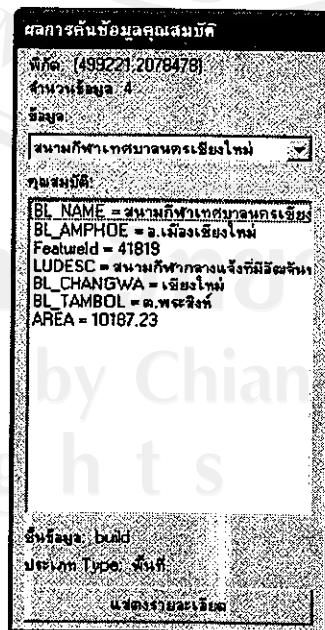 ผลการค้นข้อมูลคุณสมบัติ
พิกัด: (499221,2078478)
จำนวนข้อมูล: 4
ข้อมูล:
สนามกีฬาเทศบาลนครเชียงใหม่
คุณสมบัติ:
BL_NAME = สนามกีฬาเทศบาลนครเชียง
BL_AMPHOE = อ.เมืองเชียงใหม่
FeatureId = 41819
LUDESC = สนามกีฬากลางแจ้งที่มีอัฒจันท
BL_CHANGWA = เชียงใหม่
BL_TAMBOL = ต.พระสิงห์
AREA = 10187.23
by Chian
h t s
ชั้นข้อมูล: build
ประเภท Type: พื้นที่
แสดงรายละเอียด